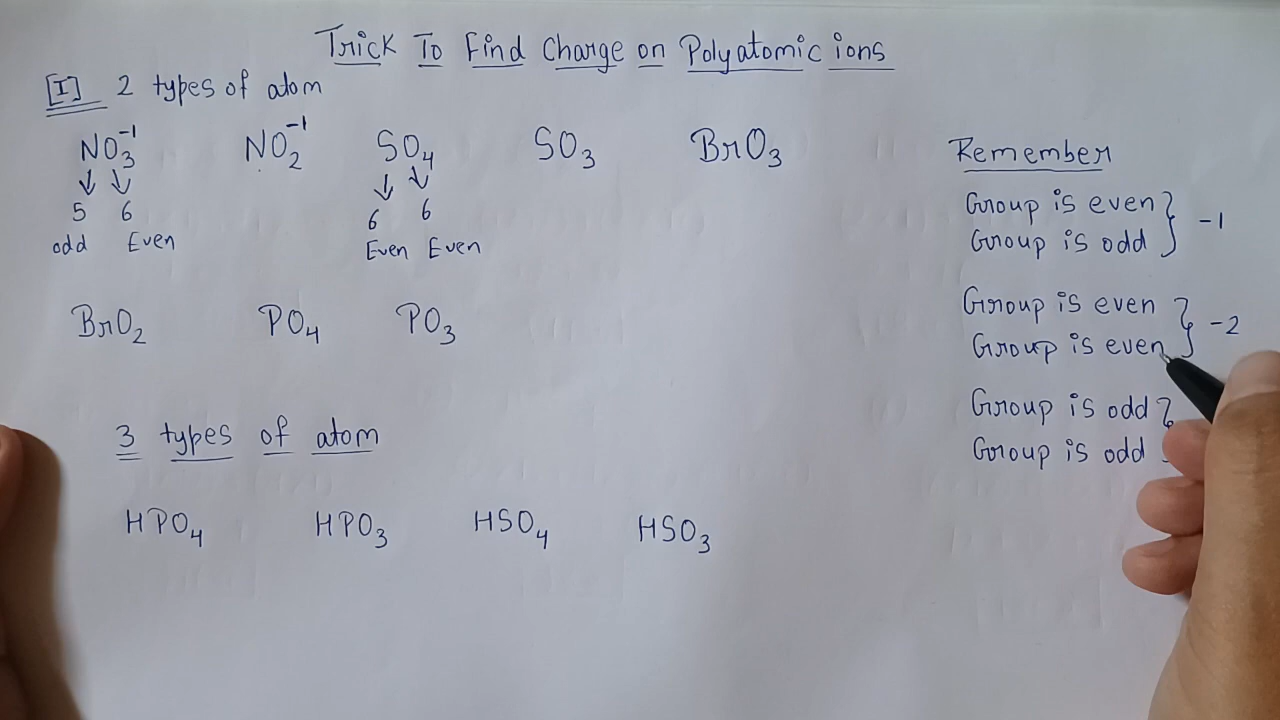 Trick To Find Charge on Polyatomic ions
[I] 2 types of atom
NO₃⁻¹ NO₂⁻¹ SO₄ SO₃ BrO₃
5 6 6 6
odd Even Even Even
BrO₂ PO₄ PO₃
3 types of atom
HPO₄ HPO₃ HSO₄ HSO₃
Remember
Group is even
Group is odd } -1
Group is even
Group is even } -2
Group is odd
Group is odd